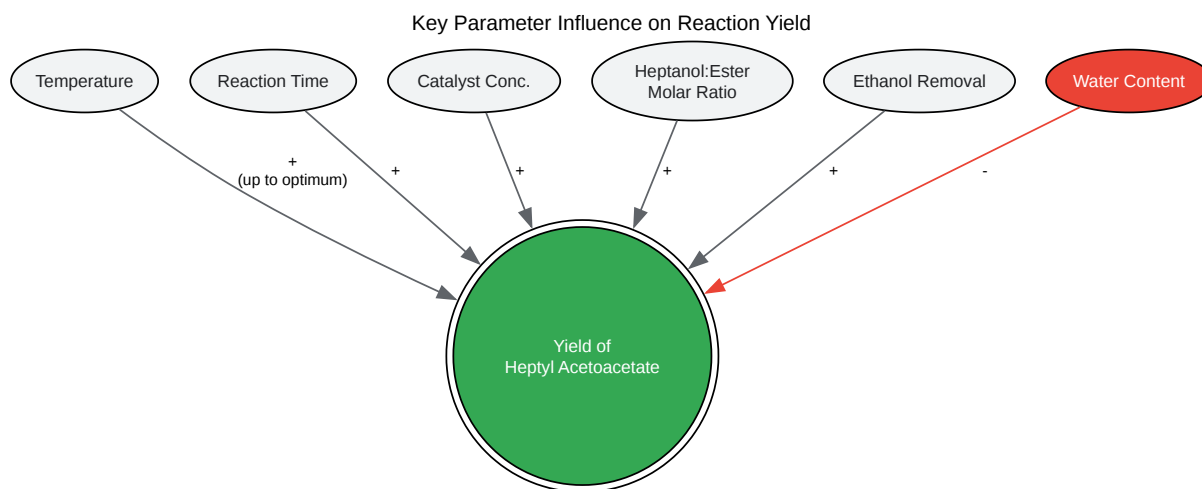 Key Parameter Influence on Reaction Yield
Temperature
Reaction Time
Catalyst Conc.
Heptanol:Ester
Molar Ratio
Ethanol Removal
Water Content
+
(up to optimum)
+
+
+
+
-
Yield of
Heptyl Acetoacetate